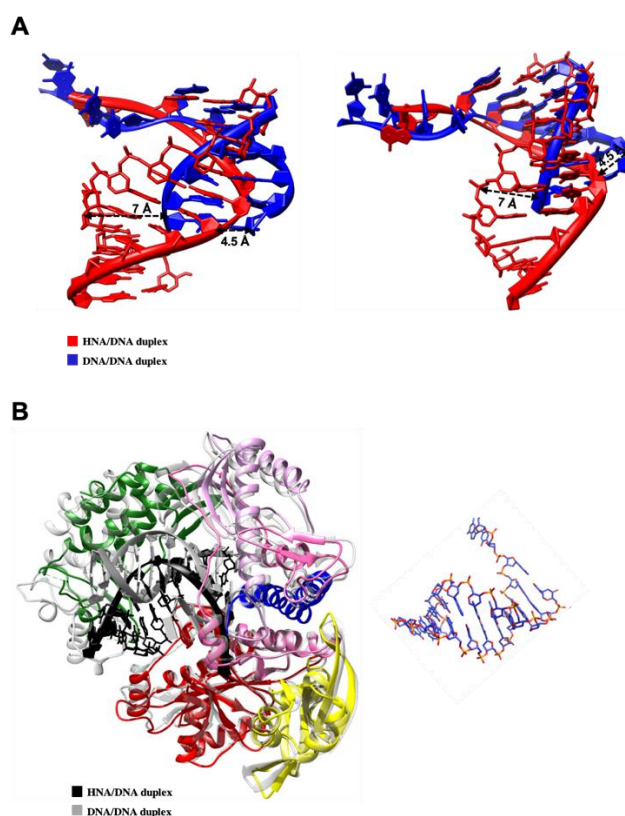 A
7 Å
4.5 Å
7 Å
4.5
HNA/DNA duplex
DNA/DNA duplex
B
HNA/DNA duplex
DNA/DNA duplex